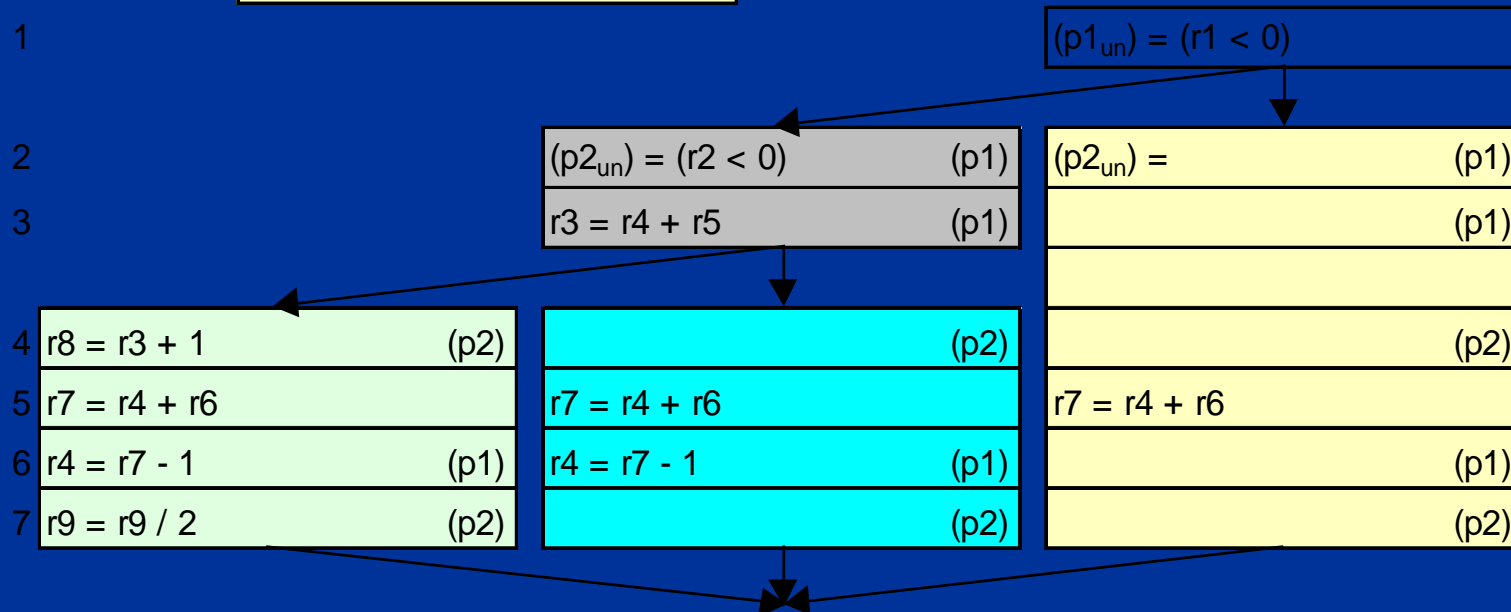 1 (p1un) = (r1 < 0)
2 (p2un) = (r2 < 0) (p1) (p2un) = (p1)
3 r3 = r4 + r5 (p1) (p1)
4 r8 = r3 + 1 (p2) (p2) (p2)
5 r7 = r4 + r6 r7 = r4 + r6 r7 = r4 + r6
6 r4 = r7 - 1 (p1) r4 = r7 - 1 (p1) (p1)
7 r9 = r9 / 2 (p2) (p2) (p2)